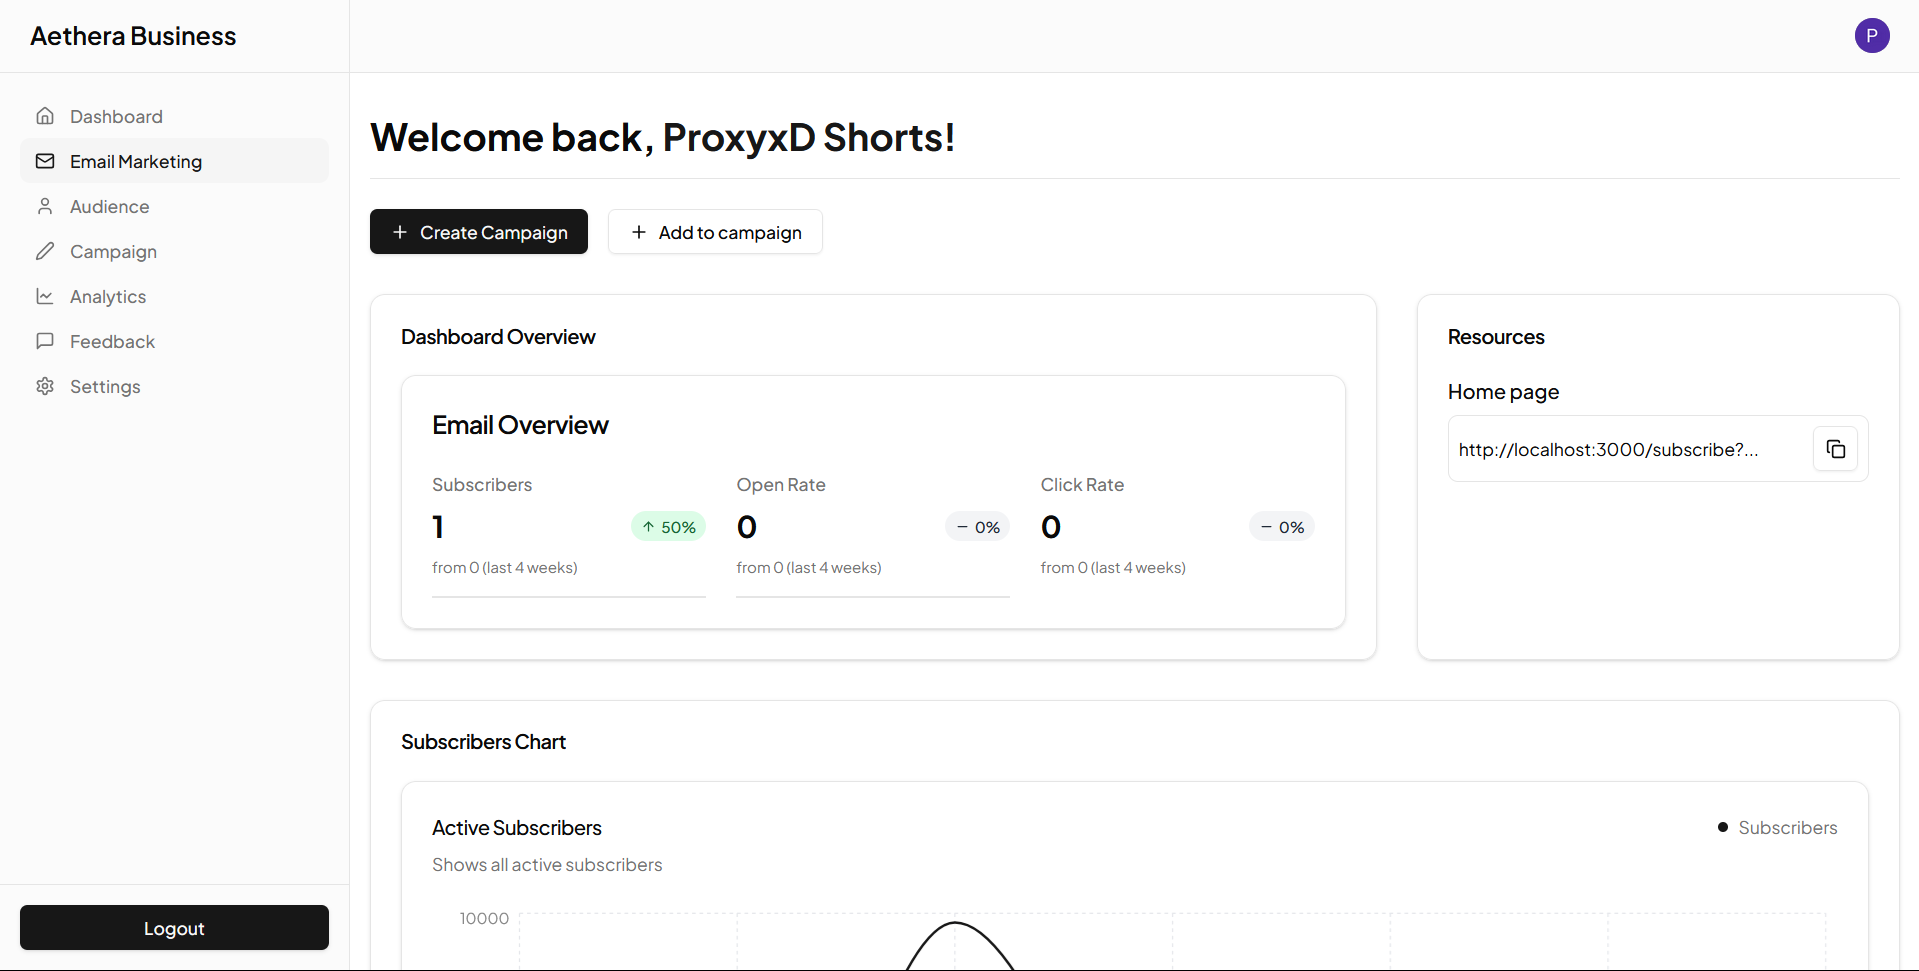 Aethera Business
P
Dashboard
Email Marketing
Audience
Campaign
Analytics
Feedback
Settings
Logout
Welcome back, ProxyxD Shorts!
Create Campaign
Add to campaign
Dashboard Overview
Email Overview
Subscribers
1
50%
from 0 (last 4 weeks)
Open Rate
0
0%
from 0 (last 4 weeks)
Click Rate
0
0%
from 0 (last 4 weeks)
Resources
Home page
http://localhost:3000/subscribe?...
Subscribers Chart
Active Subscribers
Shows all active subscribers
Subscribers
10000